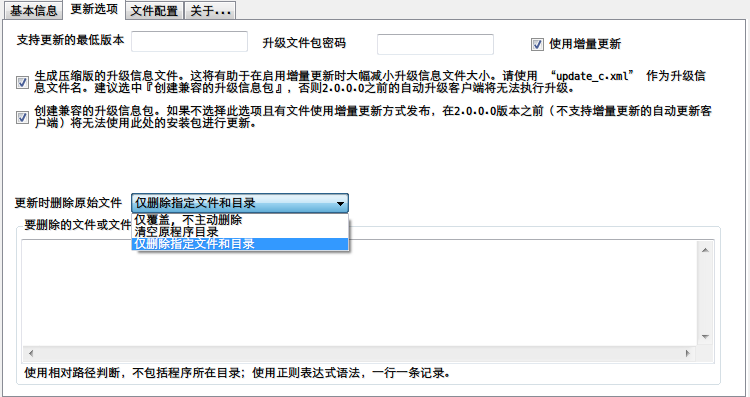 基本信息 更新选项 文件配置 关于...
支持更新的最低版本 升级文件包密码 使用增量更新
生成压缩版的升级信息文件。这将有助于在启用增量更新时大幅减小升级信息文件大小。请使用 “update_c.xml” 作为升级信
息文件名。建议选中『创建兼容的升级信息包』，否则2.0.0.0之前的自动升级客户端将无法执行升级。
创建兼容的升级信息包。如果不选择此选项且有文件使用增量更新方式发布，在2.0.0.0版本之前（不支持增量更新的自动更新客
户端）将无法使用此处的安装包进行更新。
更新时删除原始文件 仅删除指定文件和目录
仅覆盖，不主动删除
要删除的文件或文件
清空原程序目录
仅删除指定文件和目录
使用相对路径判断，不包括程序所在目录；使用正则表达式语法，一行一条记录。